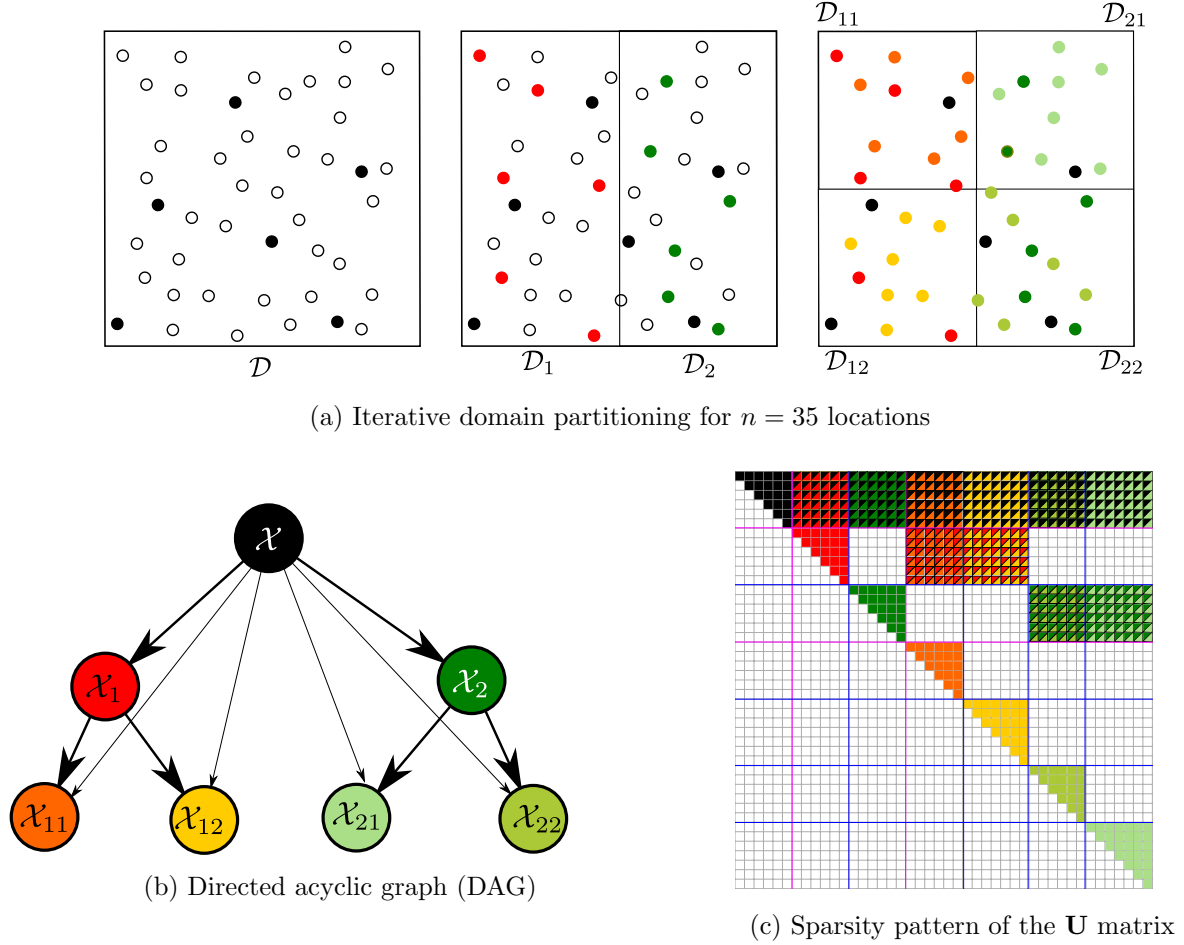 𝒟₁₁ 𝒟₂₁
𝒟 𝒟₁ 𝒟₂ 𝒟₁₂ 𝒟₂₂
(a) Iterative domain partitioning for n = 35 locations
𝒳
𝒳₁ 𝒳₂
𝒳₁₁ 𝒳₁₂ 𝒳₂₁ 𝒳₂₂
(b) Directed acyclic graph (DAG)
(c) Sparsity pattern of the U matrix